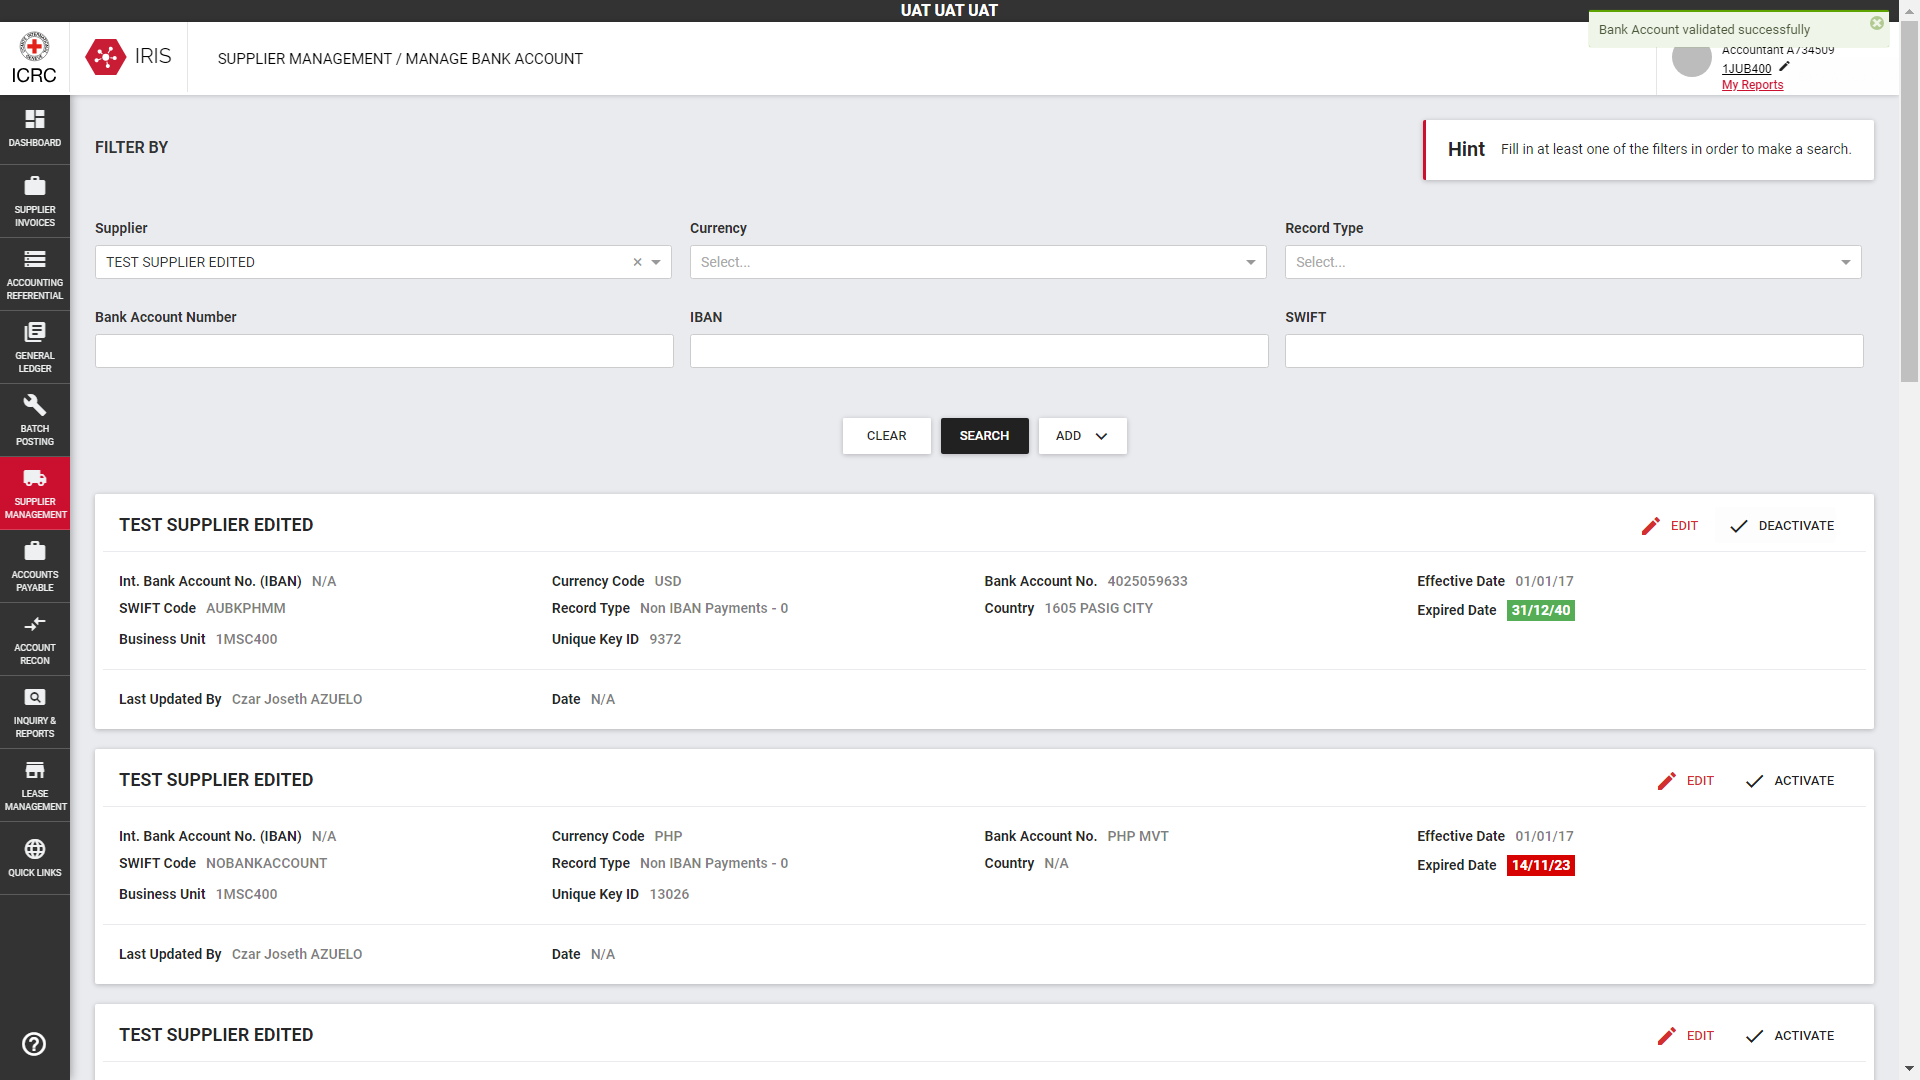 UAT UAT UAT
Bank Account validated successfully
ICRC
IRIS
SUPPLIER MANAGEMENT / MANAGE BANK ACCOUNT
Accountant A734509
1JUB400
My Reports
DASHBOARD
SUPPLIER
INVOICES
ACCOUNTING
REFERENTIAL
GENERAL
LEDGER
BATCH
POSTING
SUPPLIER
MANAGEMENT
ACCOUNTS
PAYABLE
ACCOUNT
RECON
INQUIRY &
REPORTS
LEASE
MANAGEMENT
QUICK LINKS
FILTER BY
Hint Fill in at least one of the filters in order to make a search.
Supplier Currency Record Type
TEST SUPPLIER EDITED Select... Select...
Bank Account Number IBAN SWIFT
CLEAR SEARCH ADD
TEST SUPPLIER EDITED EDIT DEACTIVATE
Int. Bank Account No. (IBAN) N/A Currency Code USD Bank Account No. 4025059633 Effective Date 01/01/17
SWIFT Code AUBKPHMM Record Type Non IBAN Payments - 0 Country 1605 PASIG CITY Expired Date 31/12/40
Business Unit 1MSC400 Unique Key ID 9372
Last Updated By Czar Joseth AZUELO Date N/A
TEST SUPPLIER EDITED EDIT ACTIVATE
Int. Bank Account No. (IBAN) N/A Currency Code PHP Bank Account No. PHP MVT Effective Date 01/01/17
SWIFT Code NOBANKACCOUNT Record Type Non IBAN Payments - 0 Country N/A Expired Date 14/11/23
Business Unit 1MSC400 Unique Key ID 13026
Last Updated By Czar Joseth AZUELO Date N/A
TEST SUPPLIER EDITED EDIT ACTIVATE